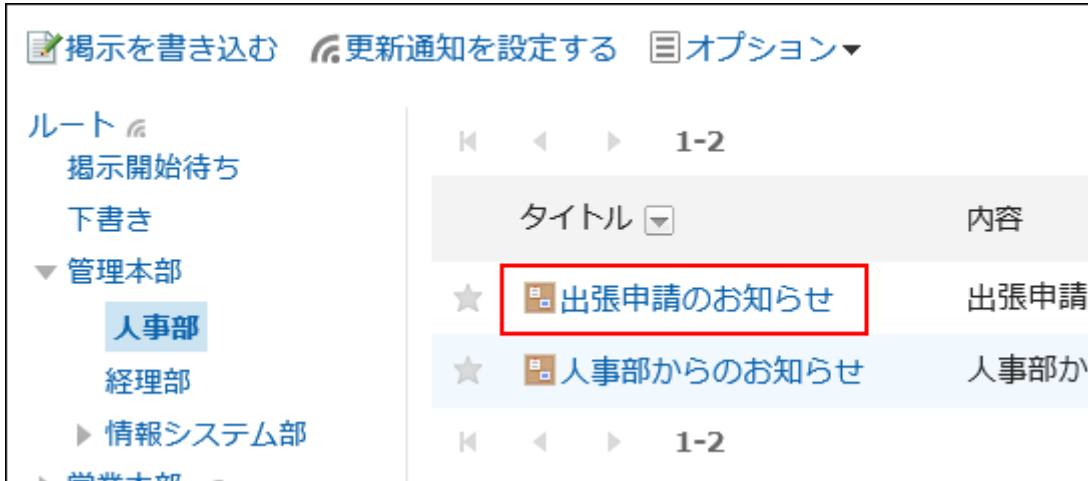 掲示を書き込む 更新通知を設定する オプション
ルート
掲示開始待ち
下書き
管理本部
人事部
経理部
情報システム部
営業本部
1-2
タイトル 内容
出張申請のお知らせ 出張申請
人事部からのお知らせ 人事部か
1-2